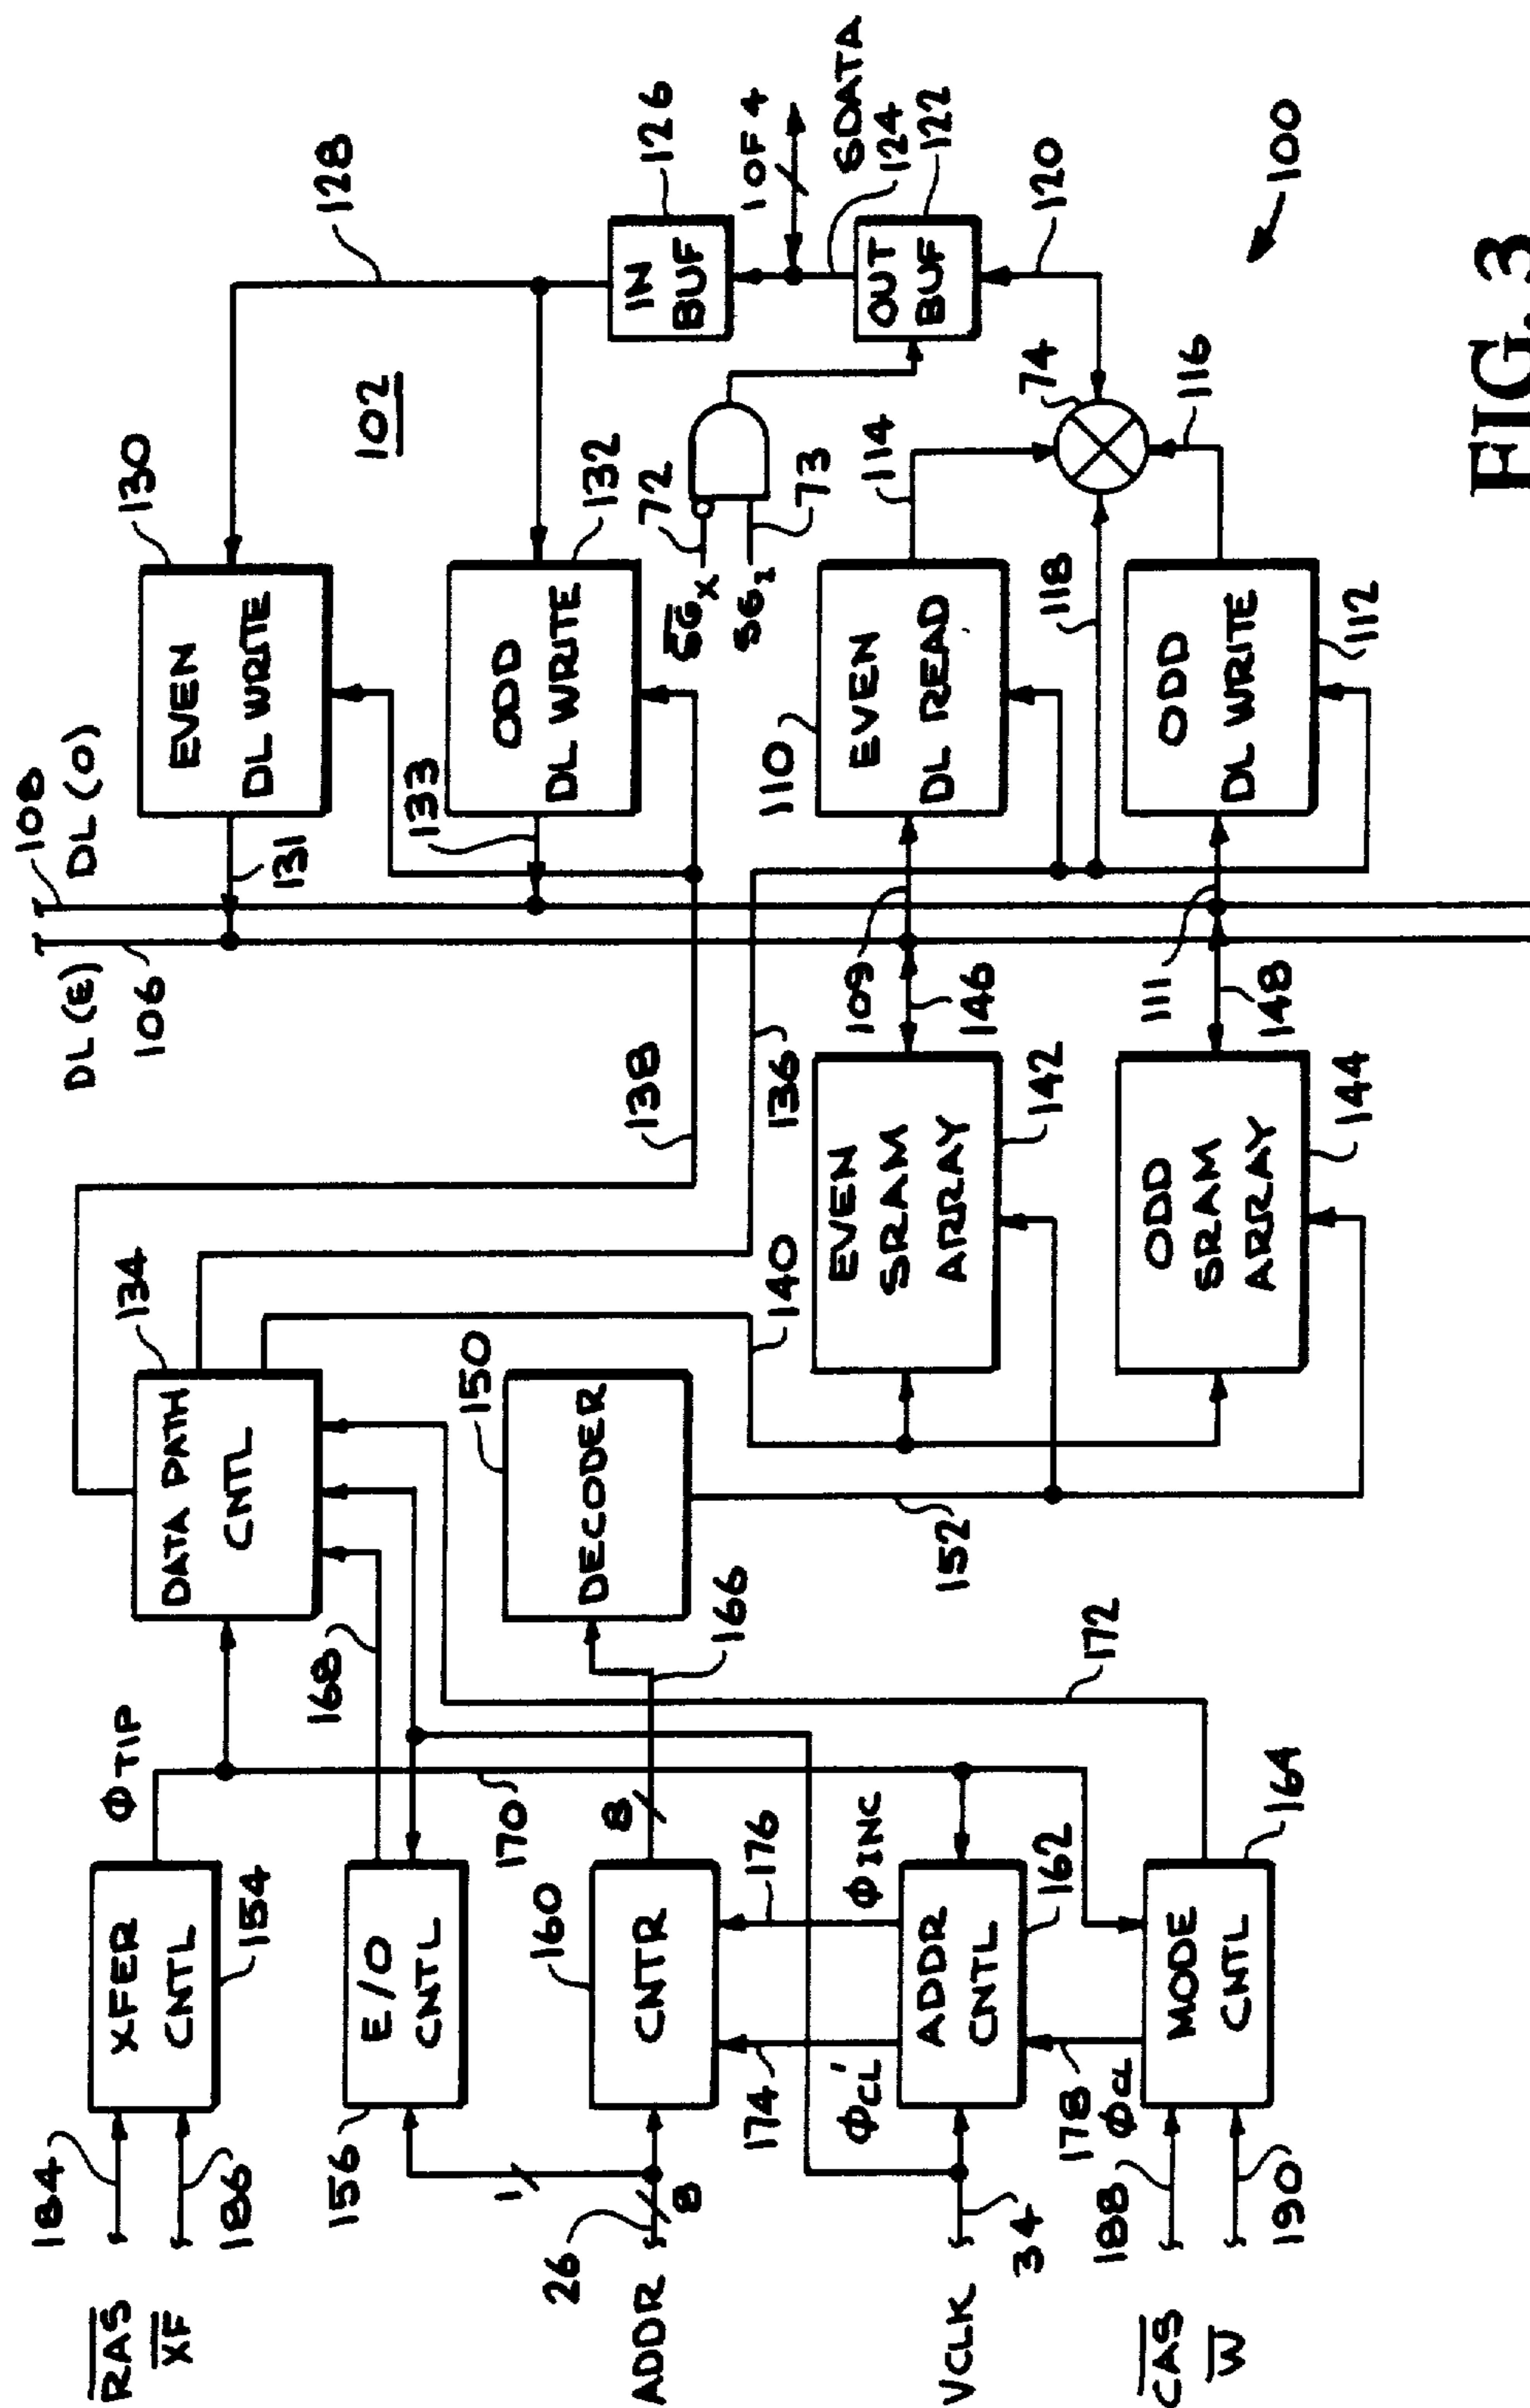 RAS
XF
184
186
XFER
CNTL
154
ΦTIP
156
E/O
CNTL
168
170
1
26
8
ADDR
160
CNTR
8
166
174
176
ΦCL'
ΦINC
VCLK
34
ADDR
CNTL
162
178
ΦCL
188
190
CAS
W
MODE
CNTL
164
172
134
DATA PATH
CNTL
150
DECODER
152
138
136
140
EVEN
SRAM
ARRAY
142
ODD
SRAM
ARRAY
144
DL(E)
106
108
DL(O)
131
133
109
146
111
148
130
EVEN
DL WRITE
132
ODD
DL WRITE
110
EVEN
DL READ
118
ODD
DL WRITE
112
102
128
72
SGX
SG1
73
114
74
116
IN
BUF
126
1 OF 4
SDATA
124
OUT
BUF
122
120
100
FIG. 3